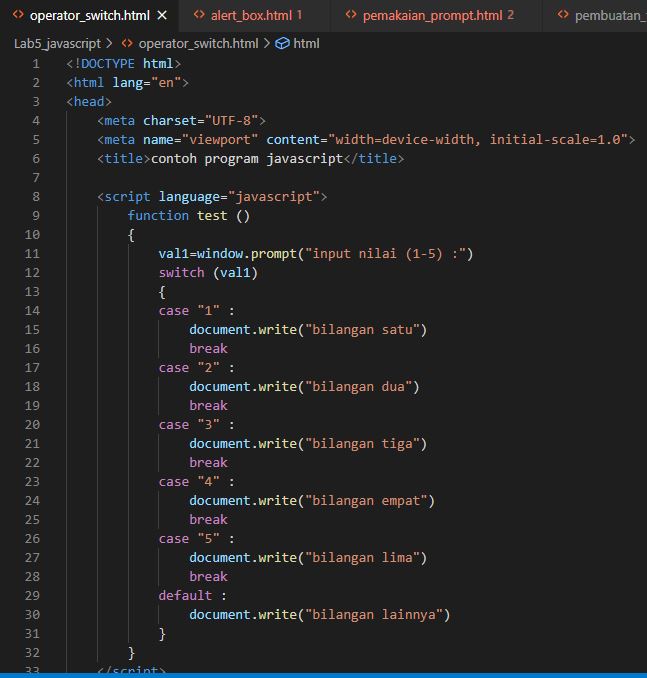 operator_switch.html × alert_box.html 1 pemakaian_prompt.html 2 pembuatan_
Lab5_javascript > operator_switch.html > html
1 <!DOCTYPE html>
2 <html lang="en">
3 <head>
4 <meta charset="UTF-8">
5 <meta name="viewport" content="width=device-width, initial-scale=1.0">
6 <title>contoh program javascript</title>
7
8 <script language="javascript">
9 function test ()
10 {
11 val1=window.prompt("input nilai (1-5) :")
12 switch (val1)
13 {
14 case "1" :
15 document.write("bilangan satu")
16 break
17 case "2" :
18 document.write("bilangan dua")
19 break
20 case "3" :
21 document.write("bilangan tiga")
22 break
23 case "4" :
24 document.write("bilangan empat")
25 break
26 case "5" :
27 document.write("bilangan lima")
28 break
29 default :
30 document.write("bilangan lainnya")
31 }
32 }
33 </script>